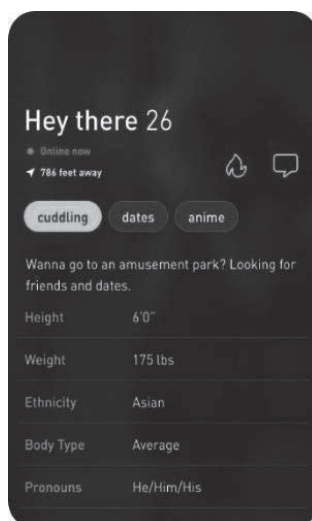 Hey there 26
Online now
786 feet away
cuddling dates anime
Wanna go to an amusement park? Looking for
friends and dates.
Height 6'0"
Weight 175 lbs
Ethnicity Asian
Body Type Average
Pronouns He/Him/His